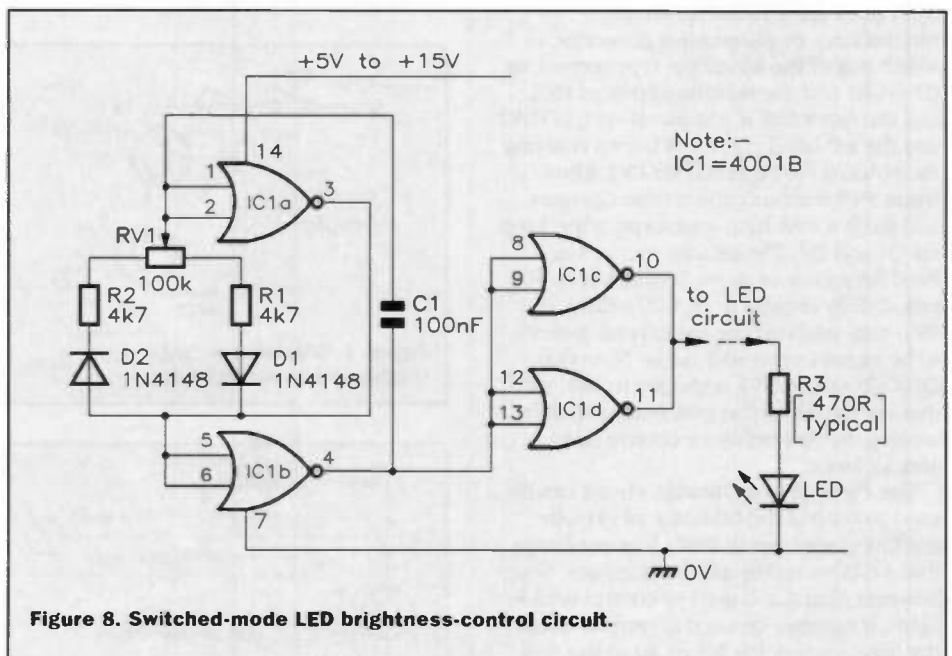 +5V to +15V
Note:—
IC1=4001B
14
1
2
3
IC1a
RV1
100k
R2
4k7
R1
4k7
C1
100nF
D2
1N4148
D1
1N4148
5
6
4
IC1b
7
8
9
10
IC1c
12
13
11
IC1d
to LED
circuit
R3
470R
Typical
LED
0V
Figure 8. Switched-mode LED brightness-control circuit.